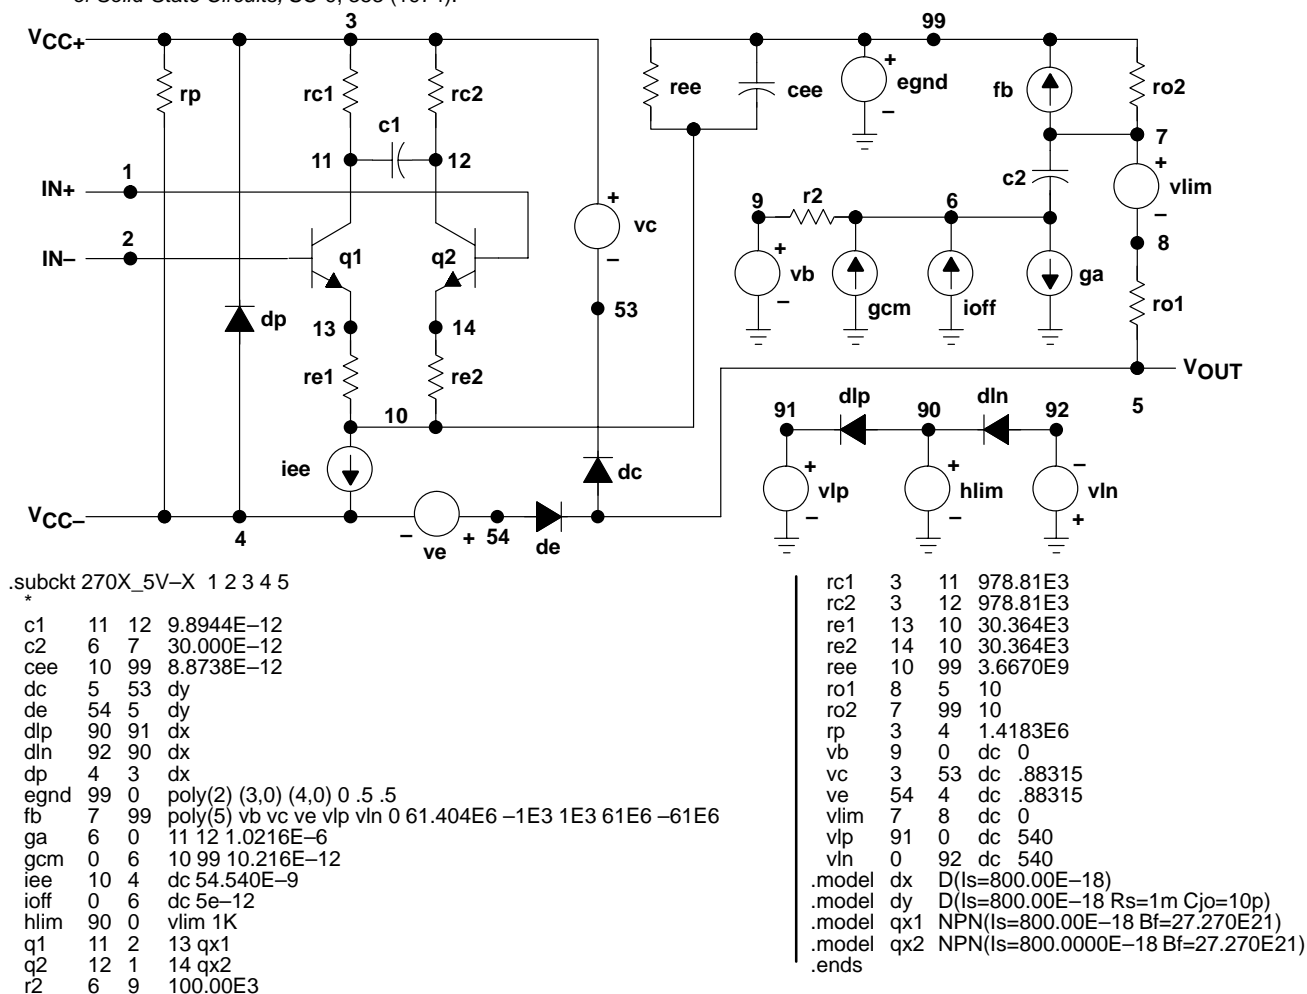 of Solid-State Circuits, SC-9, 353 (1974).
3
99
VCC+
rp
rc1
rc2
ree
cee
egnd
+
–
fb
ro2
c1
11
12
7
1
IN+
c2
+
vlim
–
9
r2
6
2
IN–
q1
q2
+
vc
–
8
+
vb
–
gcm
ioff
ga
53
ro1
dp
13
14
re1
re2
VOUT
5
91
dlp
90
dln
92
10
iee
dc
+
vlp
–
+
hlim
–
–
vln
+
VCC–
4
–
ve
+
54
de
.subckt 270X_5V–X 1 2 3 4 5
*
c1 11 12 9.8944E–12
c2 6 7 30.000E–12
cee 10 99 8.8738E–12
dc 5 53 dy
de 54 5 dy
dlp 90 91 dx
dln 92 90 dx
dp 4 3 dx
egnd 99 0 poly(2) (3,0) (4,0) 0 .5 .5
fb 7 99 poly(5) vb vc ve vlp vln 0 61.404E6 –1E3 1E3 61E6 –61E6
ga 6 0 11 12 1.0216E–6
gcm 0 6 10 99 10.216E–12
iee 10 4 dc 54.540E–9
ioff 0 6 dc 5e–12
hlim 90 0 vlim 1K
q1 11 2 13 qx1
q2 12 1 14 qx2
r2 6 9 100.00E3
rc1 3 11 978.81E3
rc2 3 12 978.81E3
re1 13 10 30.364E3
re2 14 10 30.364E3
ree 10 99 3.6670E9
ro1 8 5 10
ro2 7 99 10
rp 3 4 1.4183E6
vb 9 0 dc 0
vc 3 53 dc .88315
ve 54 4 dc .88315
vlim 7 8 dc 0
vlp 91 0 dc 540
vln 0 92 dc 540
.model dx D(Is=800.00E–18)
.model dy D(Is=800.00E–18 Rs=1m Cjo=10p)
.model qx1 NPN(Is=800.00E–18 Bf=27.270E21)
.model qx2 NPN(Is=800.0000E–18 Bf=27.270E21)
.ends